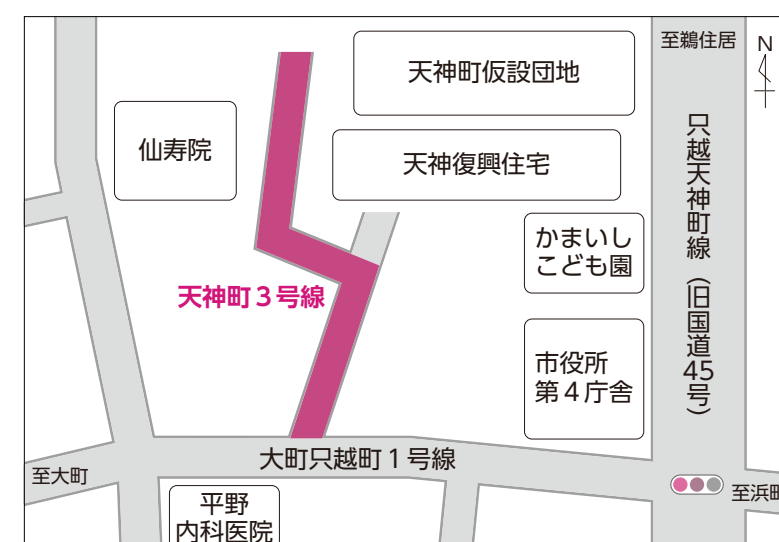 至鵜住居
N
天神町仮設団地
仙寿院
天神復興住宅
只越天神町線（旧国道45号）
かまいし
こども園
天神町３号線
市役所
第４庁舎
大町只越町１号線
至大町
至浜町
平野
内科医院